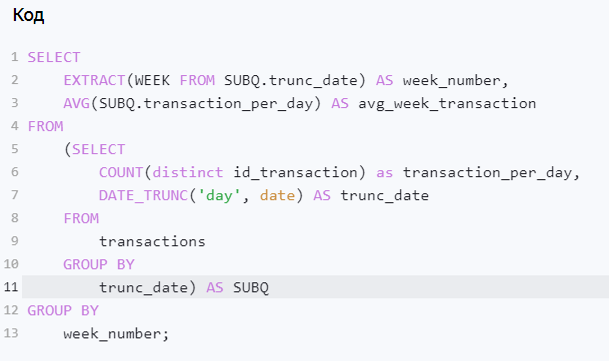 Код
1 SELECT
2     EXTRACT(WEEK FROM SUBQ.trunc_date) AS week_number,
3     AVG(SUBQ.transaction_per_day) AS avg_week_transaction
4 FROM
5     (SELECT
6         COUNT(distinct id_transaction) as transaction_per_day,
7         DATE_TRUNC('day', date) AS trunc_date
8     FROM
9         transactions
10     GROUP BY
11         trunc_date) AS SUBQ
12 GROUP BY
13     week_number;